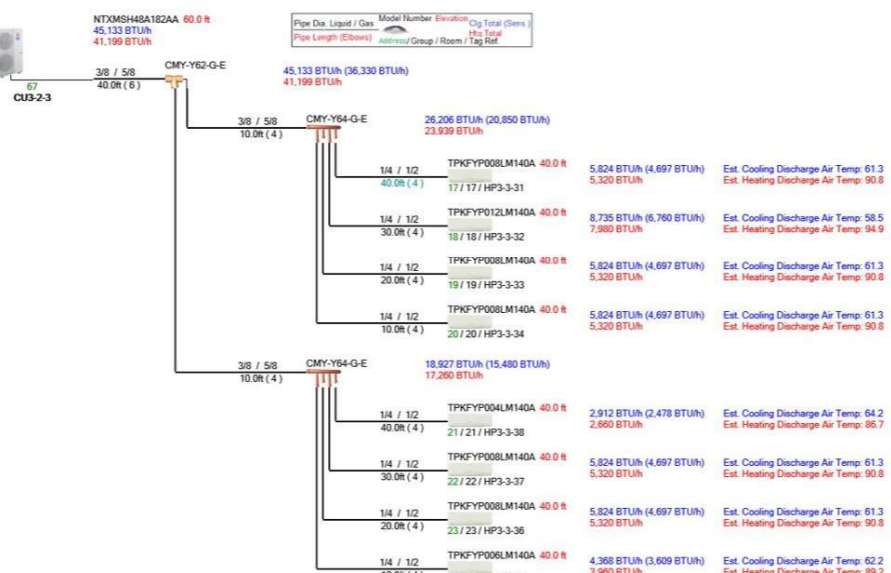 NTXMSH48A182AA 60.0 ft
45,133 BTU/h
41,199 BTU/h
Pipe Dia. Liquid / Gas Model Number Elevation Clg Total (Sens.)
Pipe Length (Elbows) Address/Group / Room / Tag Ref. Htg Total
67
CU3-2-3
3/8 / 5/8
40.0ft ( 6 )
CMY-Y62-G-E
45,133 BTU/h (36,330 BTU/h)
41,199 BTU/h
3/8 / 5/8
10.0ft ( 4 )
CMY-Y64-G-E
26,206 BTU/h (20,850 BTU/h)
23,939 BTU/h
1/4 / 1/2
40.0ft ( 4 )
TPKFYP008LM140A 40.0 ft
17 / 17 / HP3-3-31
5,824 BTU/h (4,697 BTU/h)
5,320 BTU/h
Est. Cooling Discharge Air Temp: 61.3
Est. Heating Discharge Air Temp: 90.8
1/4 / 1/2
30.0ft ( 4 )
TPKFYP012LM140A 40.0 ft
18 / 18 / HP3-3-32
8,735 BTU/h (6,760 BTU/h)
7,980 BTU/h
Est. Cooling Discharge Air Temp: 58.5
Est. Heating Discharge Air Temp: 94.9
1/4 / 1/2
20.0ft ( 4 )
TPKFYP008LM140A 40.0 ft
19 / 19 / HP3-3-33
5,824 BTU/h (4,697 BTU/h)
5,320 BTU/h
Est. Cooling Discharge Air Temp: 61.3
Est. Heating Discharge Air Temp: 90.8
1/4 / 1/2
10.0ft ( 4 )
TPKFYP008LM140A 40.0 ft
20 / 20 / HP3-3-34
5,824 BTU/h (4,697 BTU/h)
5,320 BTU/h
Est. Cooling Discharge Air Temp: 61.3
Est. Heating Discharge Air Temp: 90.8
3/8 / 5/8
10.0ft ( 4 )
CMY-Y64-G-E
18,927 BTU/h (15,480 BTU/h)
17,260 BTU/h
1/4 / 1/2
40.0ft ( 4 )
TPKFYP004LM140A 40.0 ft
21 / 21 / HP3-3-38
2,912 BTU/h (2,478 BTU/h)
2,660 BTU/h
Est. Cooling Discharge Air Temp: 64.2
Est. Heating Discharge Air Temp: 86.7
1/4 / 1/2
30.0ft ( 4 )
TPKFYP008LM140A 40.0 ft
22 / 22 / HP3-3-37
5,824 BTU/h (4,697 BTU/h)
5,320 BTU/h
Est. Cooling Discharge Air Temp: 61.3
Est. Heating Discharge Air Temp: 90.8
1/4 / 1/2
20.0ft ( 4 )
TPKFYP008LM140A 40.0 ft
23 / 23 / HP3-3-36
5,824 BTU/h (4,697 BTU/h)
5,320 BTU/h
Est. Cooling Discharge Air Temp: 61.3
Est. Heating Discharge Air Temp: 90.8
1/4 / 1/2
TPKFYP006LM140A 40.0 ft
4,368 BTU/h (3,609 BTU/h)
3,960 BTU/h
Est. Cooling Discharge Air Temp: 62.2
Est. Heating Discharge Air Temp: 89.2